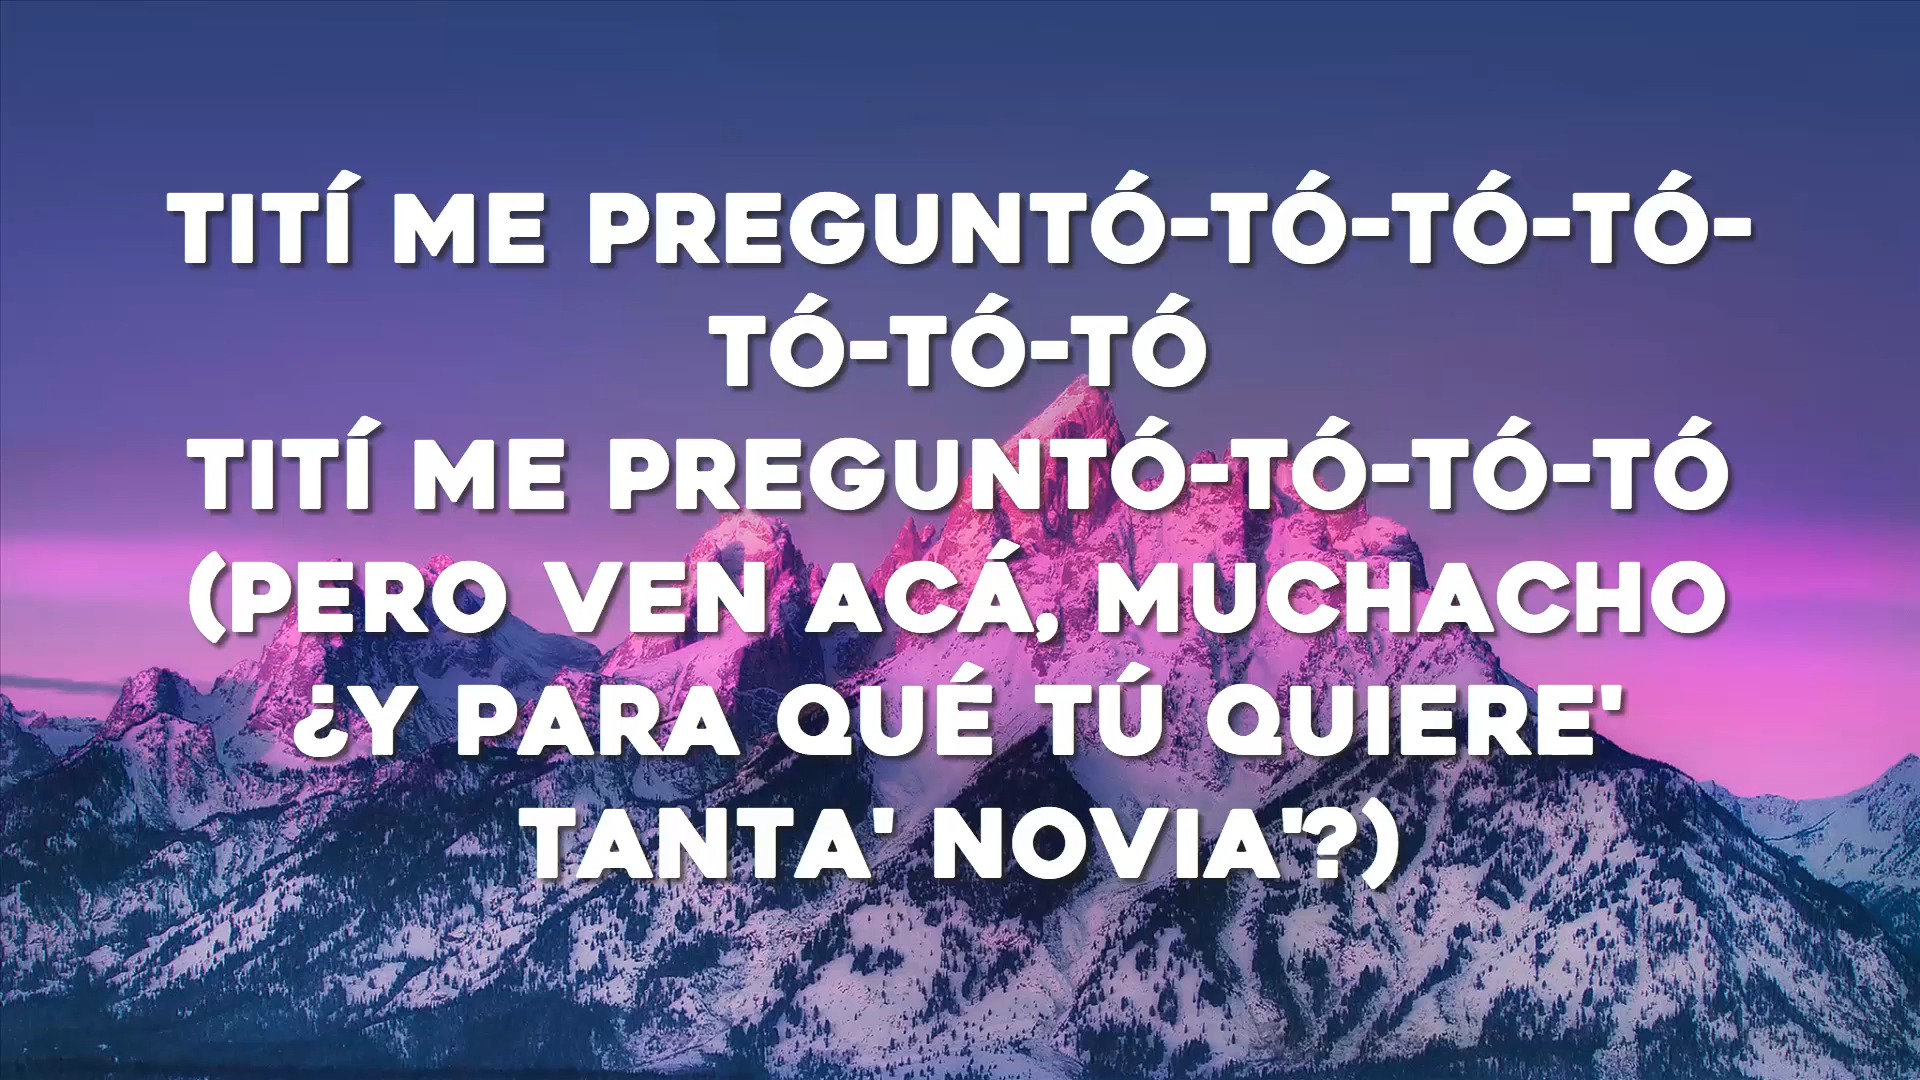 TITÍ ME PREGUNTÓ-TÓ-TÓ-TÓ-
TÓ-TÓ-TÓ
TITÍ ME PREGUNTÓ-TÓ-TÓ-TÓ
(PERO VEN ACÁ, MUCHACHO
¿Y PARA QUÉ TÚ QUIERE'
TANTA' NOVIA'?)